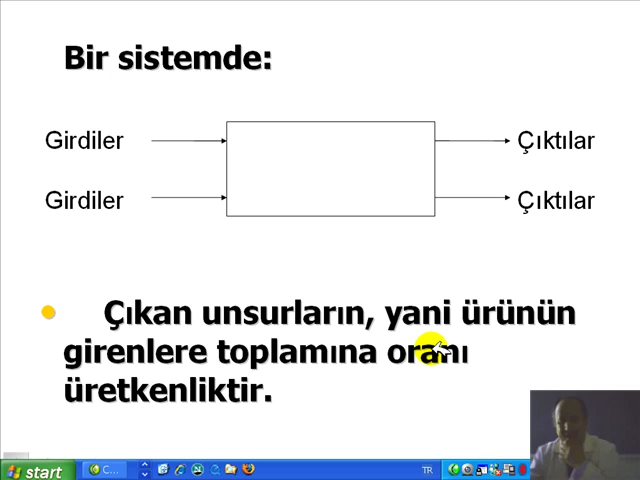 Bir sistemde:
Girdiler
Çıktılar
Girdiler
Çıktılar
Çıkan unsurların, yani ürünün
girenlere toplamına oranı
üretkenliktir.
start
C...
TR